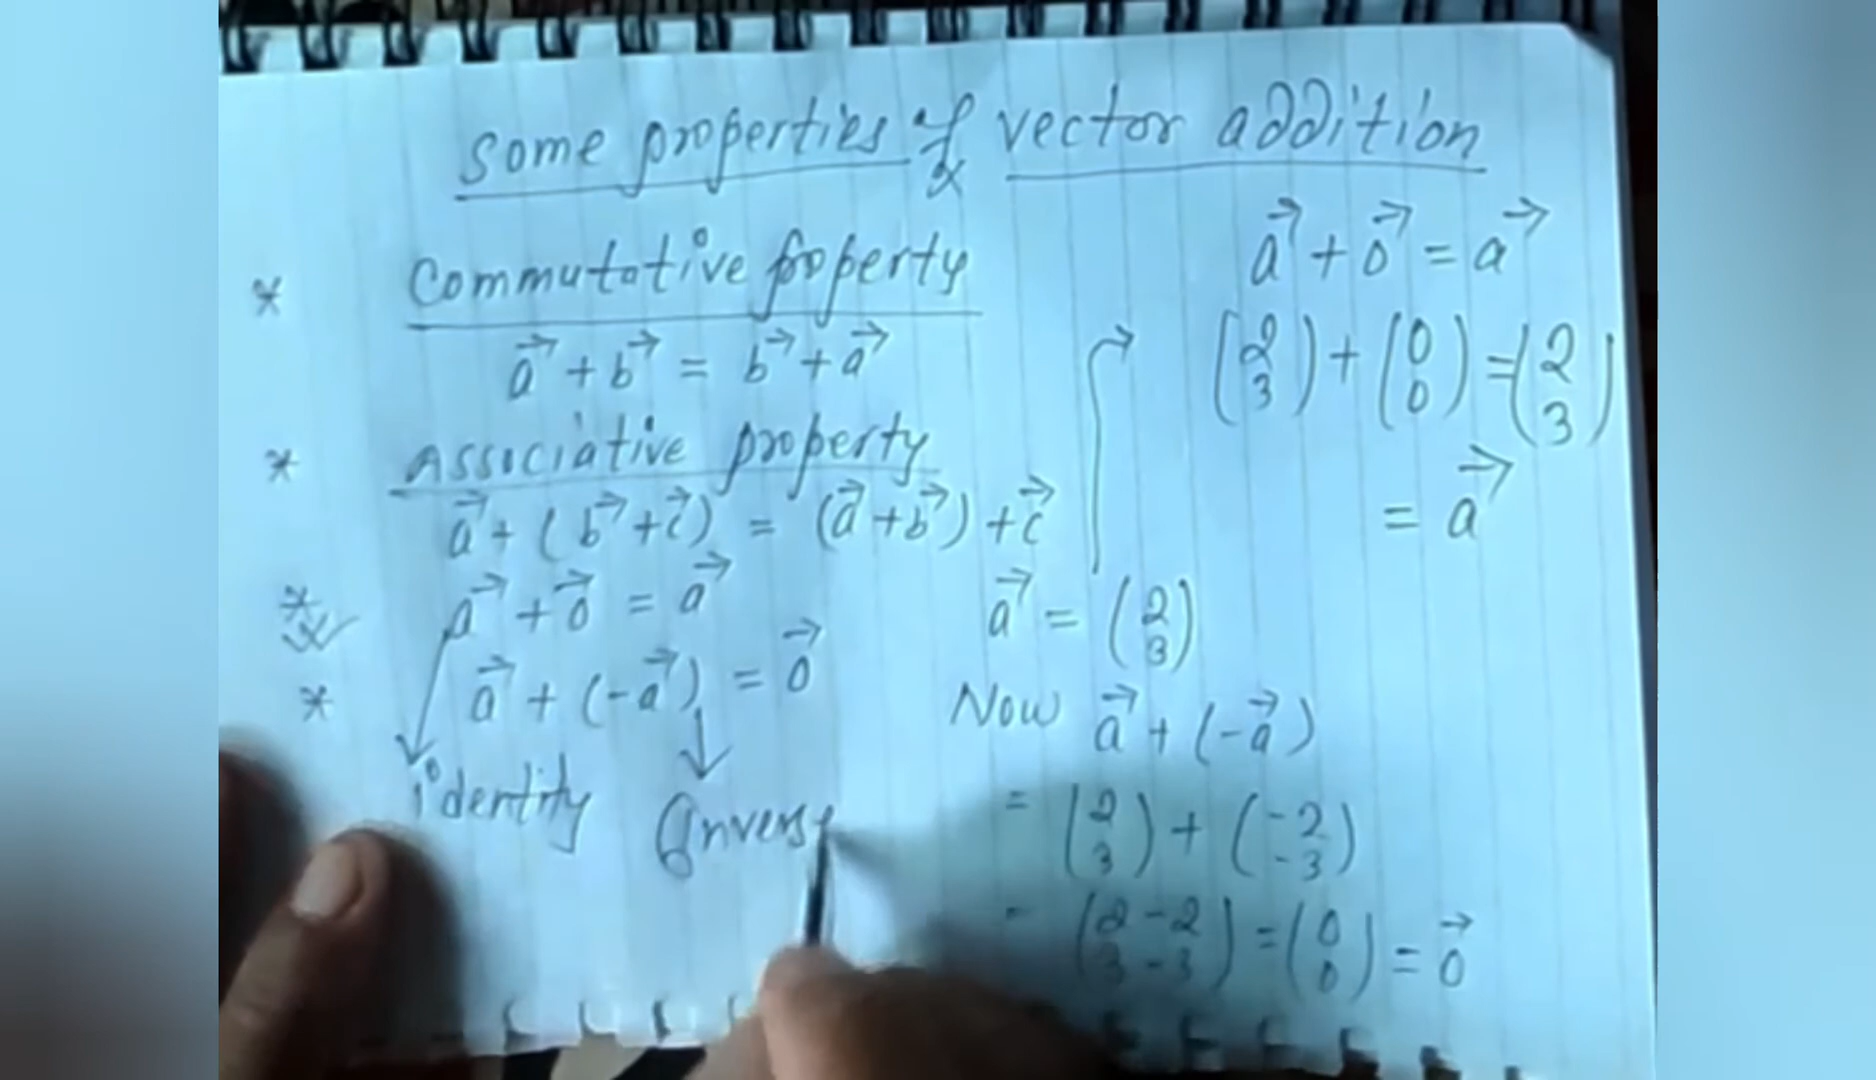 some properties of vector addition
* Commutative property
a⃗ + b⃗ = b⃗ + a⃗
* Associative property
a⃗ + (b⃗ + c⃗) = (a⃗ + b⃗) + c⃗
* a⃗ + 0⃗ = a⃗
* a⃗ + (-a⃗) = 0⃗
identity inverse
a⃗ + 0⃗ = a⃗
(2 3) + (0 0) = (2 3)
= a⃗
a⃗ = (2 3)
Now a⃗ + (-a⃗)
= (2 3) + (-2 -3)
= (2-2 3-3) = (0 0) = 0⃗